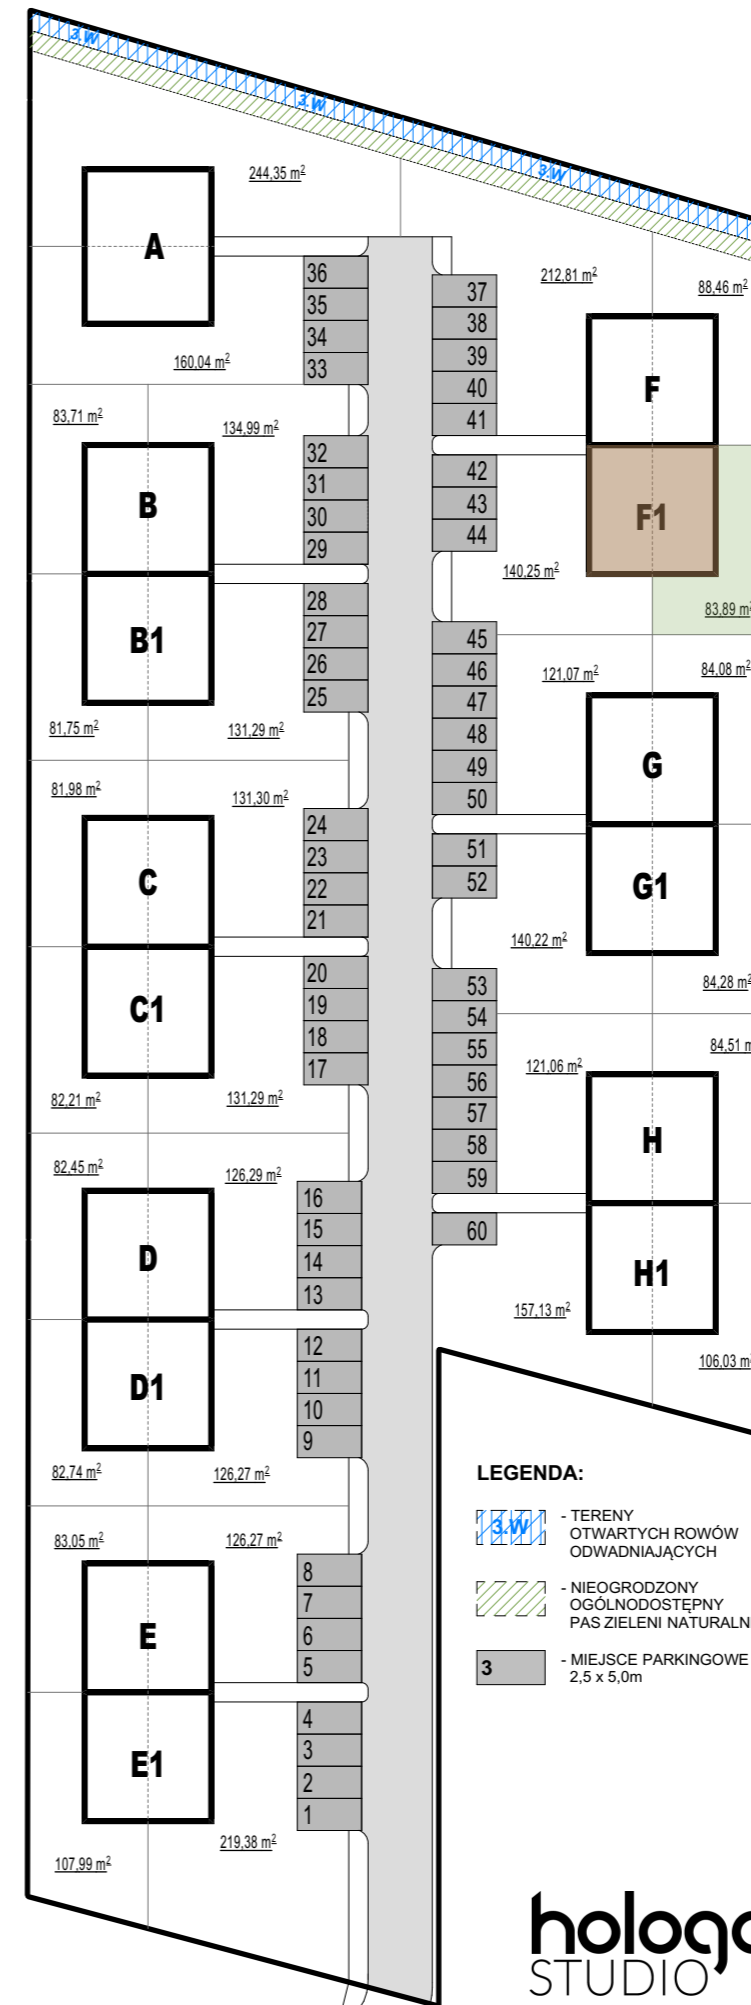 3.W
3.W
3.W
244,35 m²
A
160,04 m²
36
35
34
33
37
38
39
40
41
212,81 m²
88,46 m²
F
83,71 m²
134,99 m²
B
32
31
30
29
42
43
44
F1
140,25 m²
83,89 m²
B1
28
27
26
25
81,75 m²
131,29 m²
45
46
47
48
49
50
121,07 m²
84,08 m²
G
81,98 m²
131,30 m²
C
24
23
22
21
51
52
G1
140,22 m²
84,28 m²
C1
20
19
18
17
82,21 m²
131,29 m²
53
54
55
56
57
58
59
121,06 m²
84,51 m
H
82,45 m²
126,29 m²
D
16
15
14
13
60
H1
157,13 m²
106,03 m²
D1
12
11
10
9
82,74 m²
126,27 m²
83,05 m²
126,27 m²
E
8
7
6
5
E1
4
3
2
1
107,99 m²
219,38 m²
LEGENDA:
3.W
- TERENY
OTWARTYCH ROWÓW
ODWADNIAJĄCYCH
- NIEOGRODZONY
OGÓLNODOSTĘPNY
PAS ZIELENI NATURALN
3
- MIEJSCE PARKINGOWE
2,5 x 5,0m
hologa
STUDIO